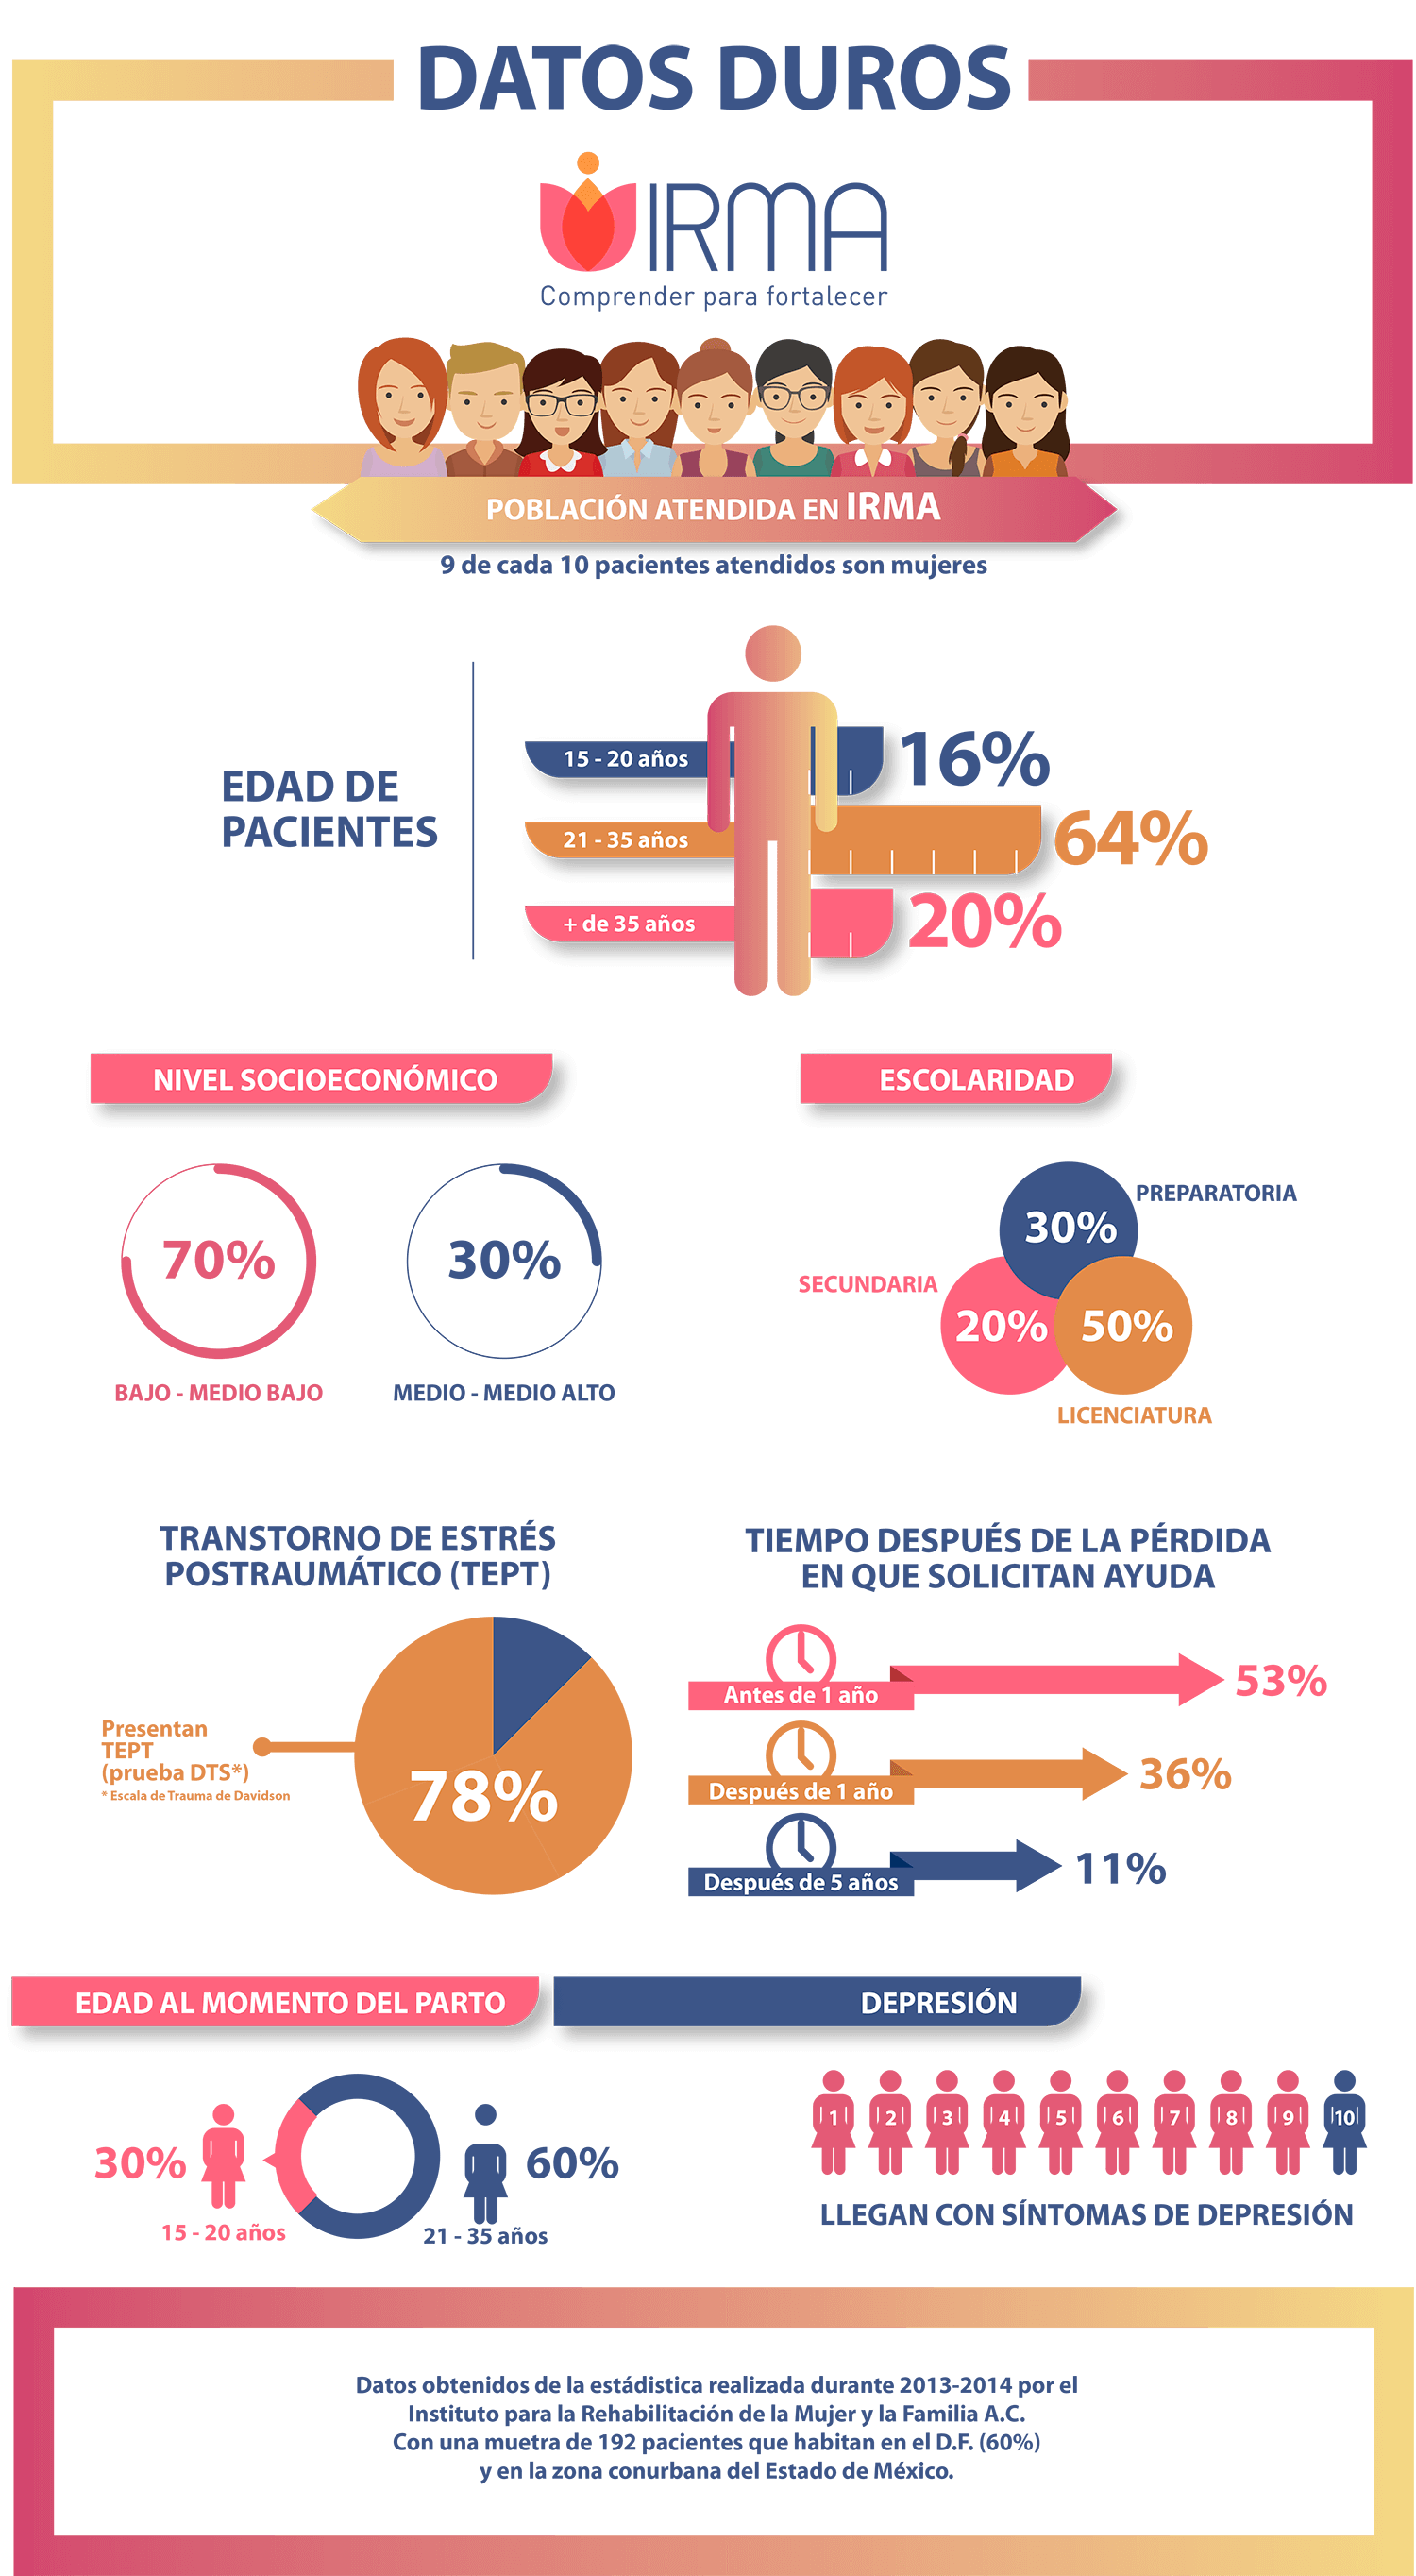 DATOS DUROS
IRMA
Comprender para fortalecer
POBLACIÓN ATENDIDA EN IRMA
9 de cada 10 pacientes atendidos son mujeres
EDAD DE
PACIENTES
15 - 20 años
16%
21 - 35 años
64%
+ de 35 años
20%
NIVEL SOCIOECONÓMICO
70%
BAJO - MEDIO BAJO
30%
MEDIO - MEDIO ALTO
ESCOLARIDAD
PREPARATORIA
30%
SECUNDARIA
20%
50%
LICENCIATURA
TRANSTORNO DE ESTRÉS
POSTRAUMÁTICO (TEPT)
Presentan
TEPT
(prueba DTS*)
* Escala de Trauma de Davidson
78%
TIEMPO DESPUÉS DE LA PÉRDIDA
EN QUE SOLICITAN AYUDA
Antes de 1 año
53%
Después de 1 año
36%
Después de 5 años
11%
EDAD AL MOMENTO DEL PARTO
30%
15 - 20 años
60%
21 - 35 años
DEPRESIÓN
1 2 3 4 5 6 7 8 9 10
LLEGAN CON SÍNTOMAS DE DEPRESIÓN
Datos obtenidos de la estádistica realizada durante 2013-2014 por el
Instituto para la Rehabilitación de la Mujer y la Familia A.C.
Con una muetra de 192 pacientes que habitan en el D.F. (60%)
y en la zona conurbana del Estado de México.